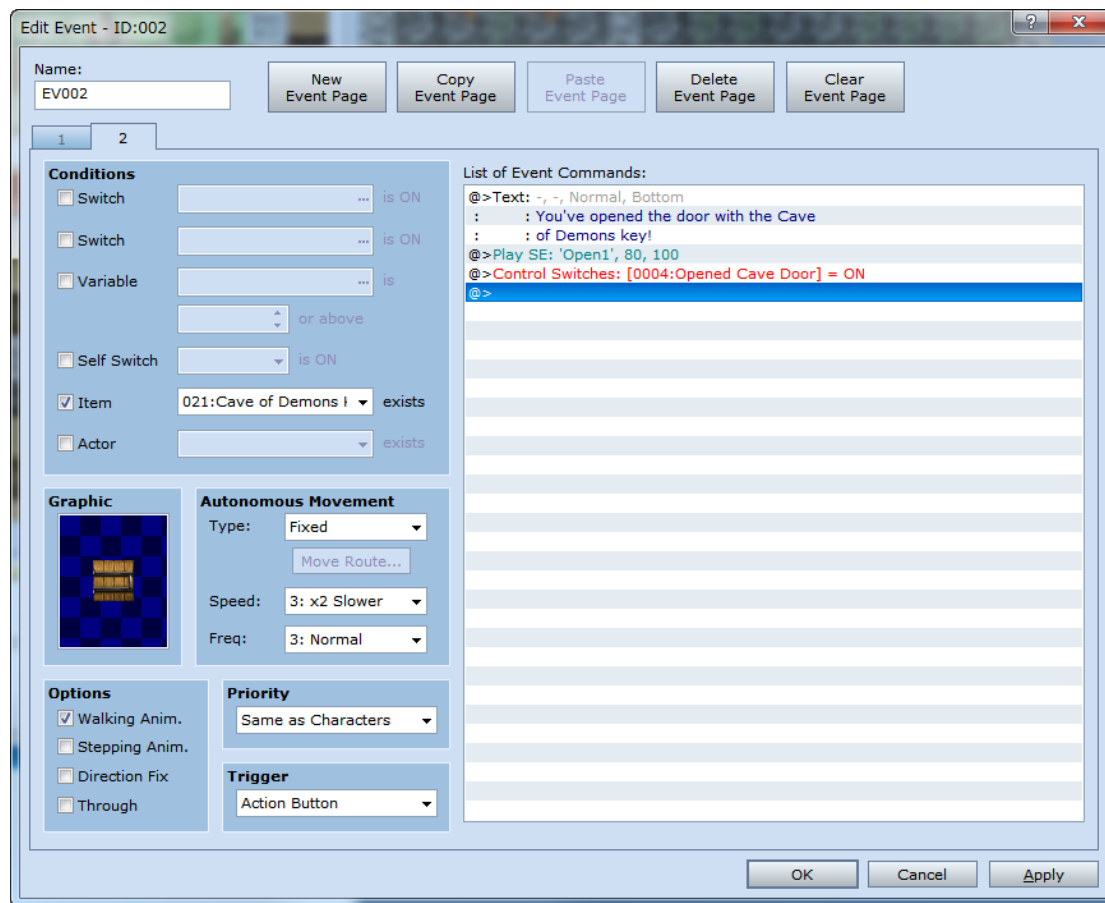 Edit Event - ID:002
Name:
EV002
New Event Page
Copy Event Page
Paste Event Page
Delete Event Page
Clear Event Page
1
2
Conditions
Switch ... is ON
Switch ... is ON
Variable ... is
or above
Self Switch is ON
Item 021:Cave of Demons exists
Actor exists
Graphic
Autonomous Movement
Type: Fixed
Move Route...
Speed: 3: x2 Slower
Freq: 3: Normal
Options
Walking Anim.
Stepping Anim.
Direction Fix
Through
Priority
Same as Characters
Trigger
Action Button
List of Event Commands:
@>Text: -, -, Normal, Bottom
: : You've opened the door with the Cave
: : of Demons key!
@>Play SE: 'Open1', 80, 100
@>Control Switches: [0004:Opened Cave Door] = ON
@>
OK
Cancel
Apply